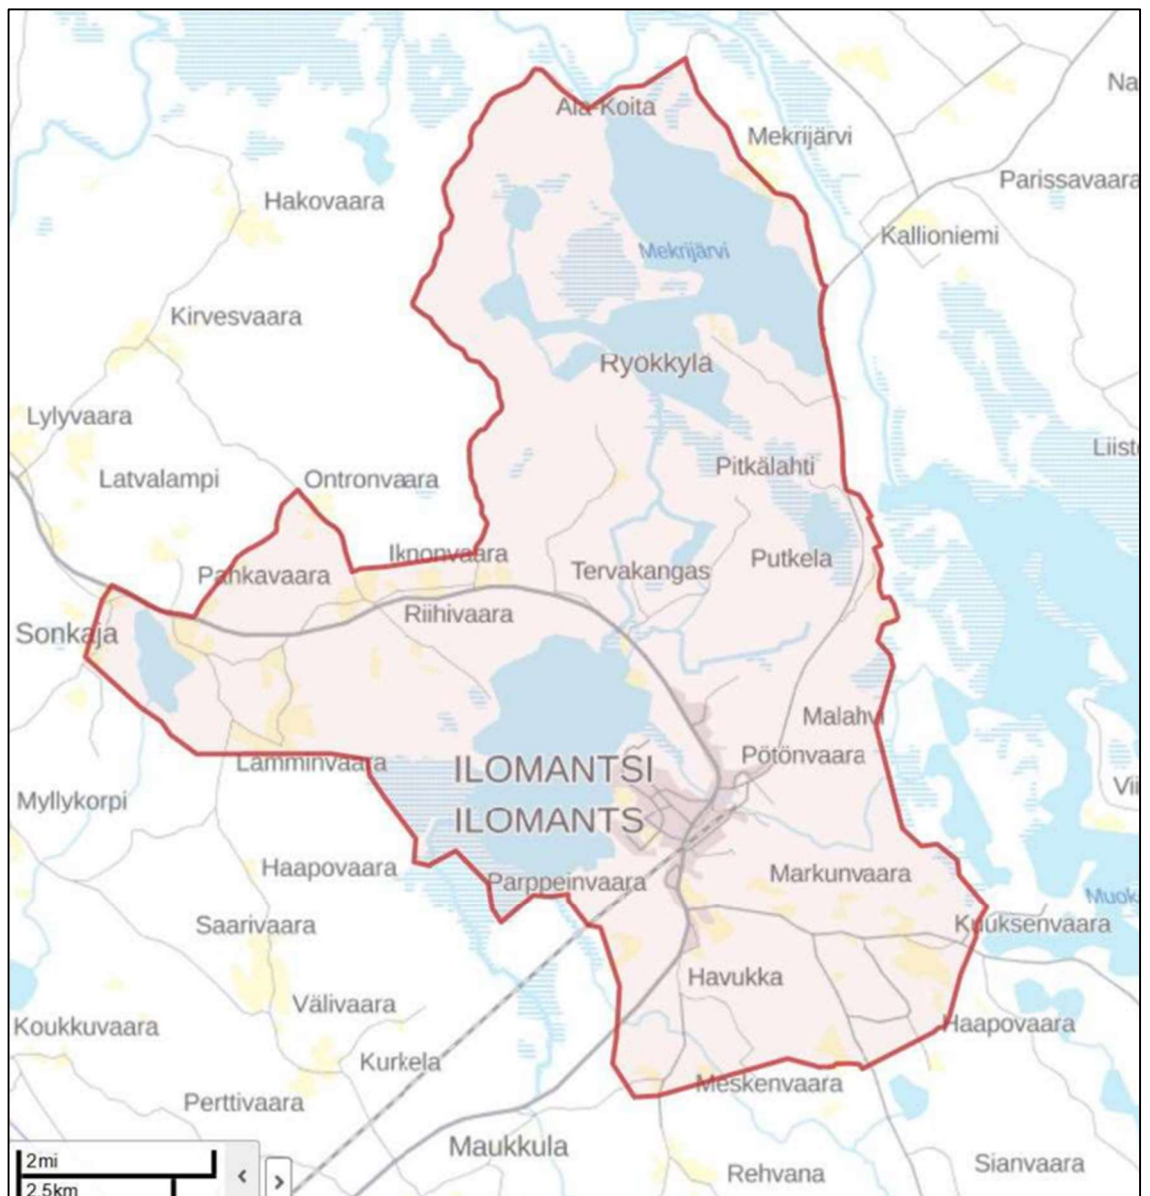 Na
Ala-Koita
Mekrijärvi
Parissavaara
Hakovaara
Kallioniemi
Mekrijärvi
Kirvesvaara
Ryökkylä
Lylyvaara
Liist
Pitkälahti
Latvalampi
Ontronvaara
Iknonvaara
Putkela
Tervakangas
Pahkavaara
Riihivaara
Sonkaja
Malahvi
Pötönvaara
Lamminvaara
ILOMANTSI
ILOMANTS
Vii
Myllykorpi
Haapovaara
Markunvaara
Parppeinvaara
Muok
Saarivaara
Kuuksenvaara
Havukka
Välivaara
Koukkuvaara
Haapovaara
Kurkela
Meskenvaara
Perttivaara
Maukkula
2mi
Sianvaara
Rehvana
2.5km